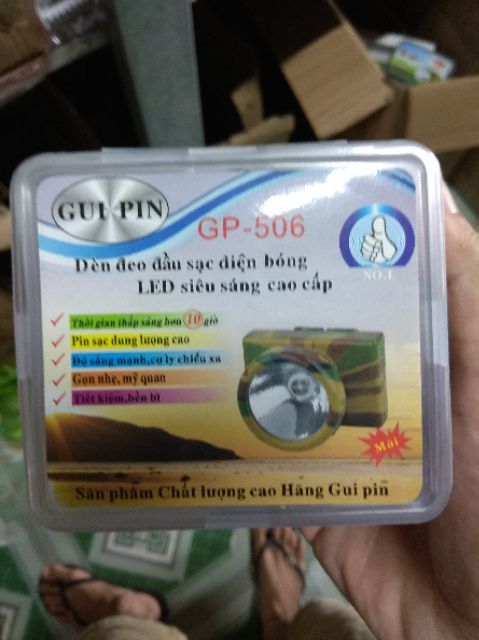 GUI PIN
GP-506
NO.1
Dèn đeo đầu sạc điện bóng
LED siêu sáng cao cấp
Thời gian thắp sáng hơn 10 giờ
Pin sạc dung lượng cao
Độ sáng mạnh,cự ly chiếu xa
Gọn nhẹ, mỹ quan
Tiết kiệm,bền bỉ
Mới
Sản phẩm Chất lượng cao Hãng Gui pin